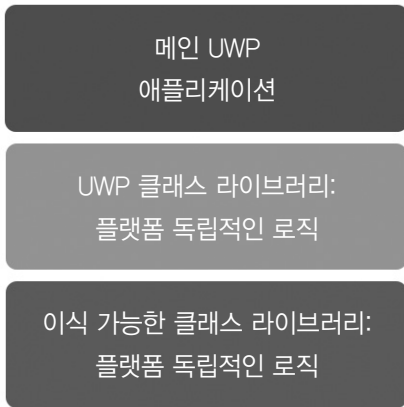 메인 UWP
애플리케이션
UWP 클래스 라이브러리:
플랫폼 독립적인 로직
이식 가능한 클래스 라이브러리:
플랫폼 독립적인 로직